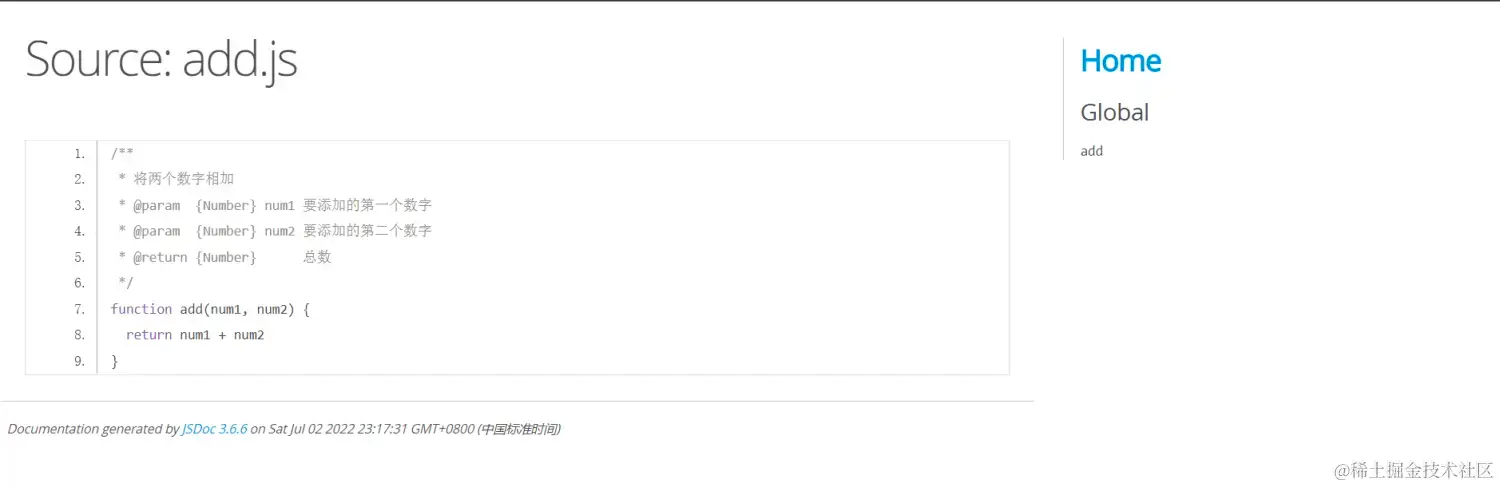 Source: add.js
1. /**
2.  * 将两个数字相加
3.  * @param  {Number} num1 要添加的第一个数字
4.  * @param  {Number} num2 要添加的第二个数字
5.  * @return {Number}      总数
6.  */
7. function add(num1, num2) {
8.   return num1 + num2
9. }
Documentation generated by JSDoc 3.6.6 on Sat Jul 02 2022 23:17:31 GMT+0800 (中国标准时间)
Home
Global
add
@稀土掘金技术社区